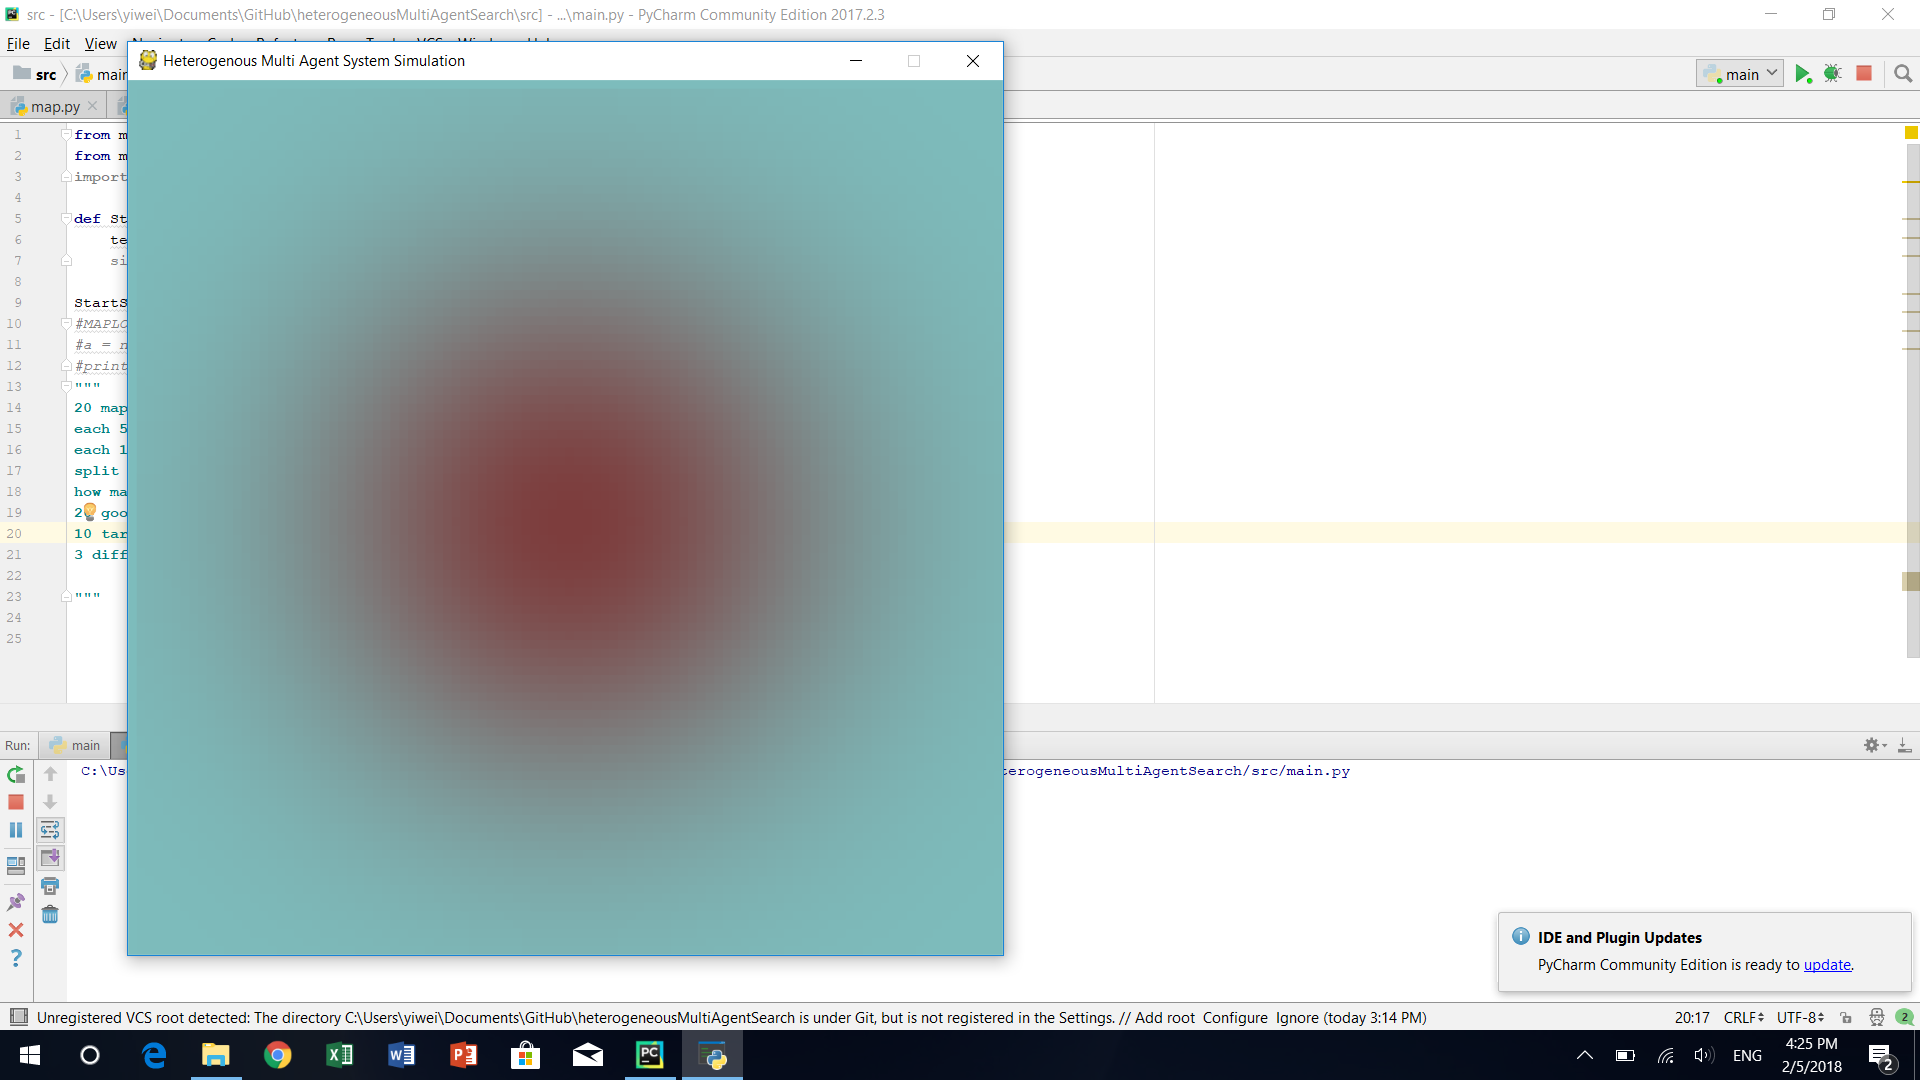 src - [C:\Users\yiwei\Documents\GitHub\heterogeneousMultiAgentSearch\src] - ...\main.py - PyCharm Community Edition 2017.2.3
File Edit View
Heterogenous Multi Agent System Simulation
src main
map.py
1 from m
2 from m
3 import
4
5 def St
6 te
7 si
8
9 StartS
10 #MAPLO
11 #a = n
12 #print
13 """
14 20 map
15 each 5
16 each 1
17 split
18 how ma
19 2 goo
20 10 tar
21 3 diff
22
23 """
24
25
Run: main
C:\Us terogeneousMultiAgentSearch/src/main.py
IDE and Plugin Updates
PyCharm Community Edition is ready to update.
Unregistered VCS root detected: The directory C:\Users\yiwei\Documents\GitHub\heterogeneousMultiAgentSearch is under Git, but is not registered in the Settings. // Add root Configure Ignore (today 3:14 PM) 20:17 CRLF UTF-8 2
ENG 4:25 PM
2/5/2018 2